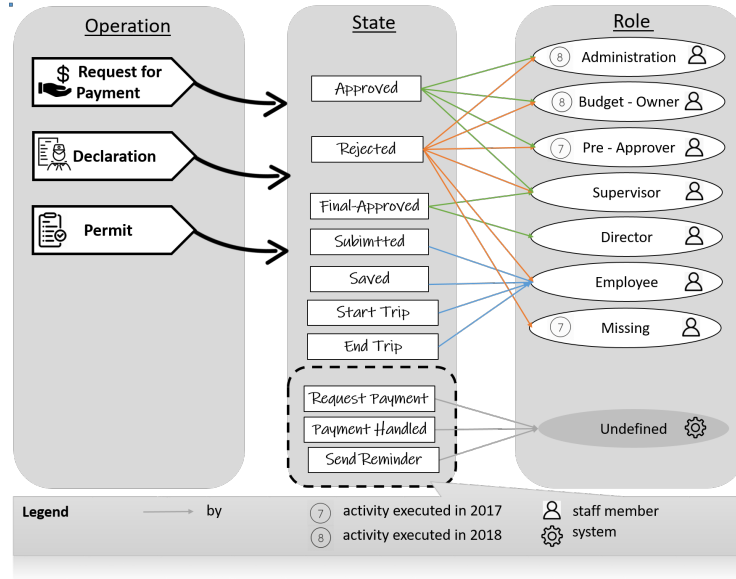 Operation
Request for
Payment
Declaration
Permit
State
Approved
Rejected
Final-Approved
Subimtted
Saved
Start Trip
End Trip
Request Payment
Payment Handled
Send Reminder
Role
8 Administration
8 Budget - Owner
7 Pre - Approver
Supervisor
Director
Employee
7 Missing
Undefined
Legend
by
7 activity executed in 2017
8 activity executed in 2018
staff member
system